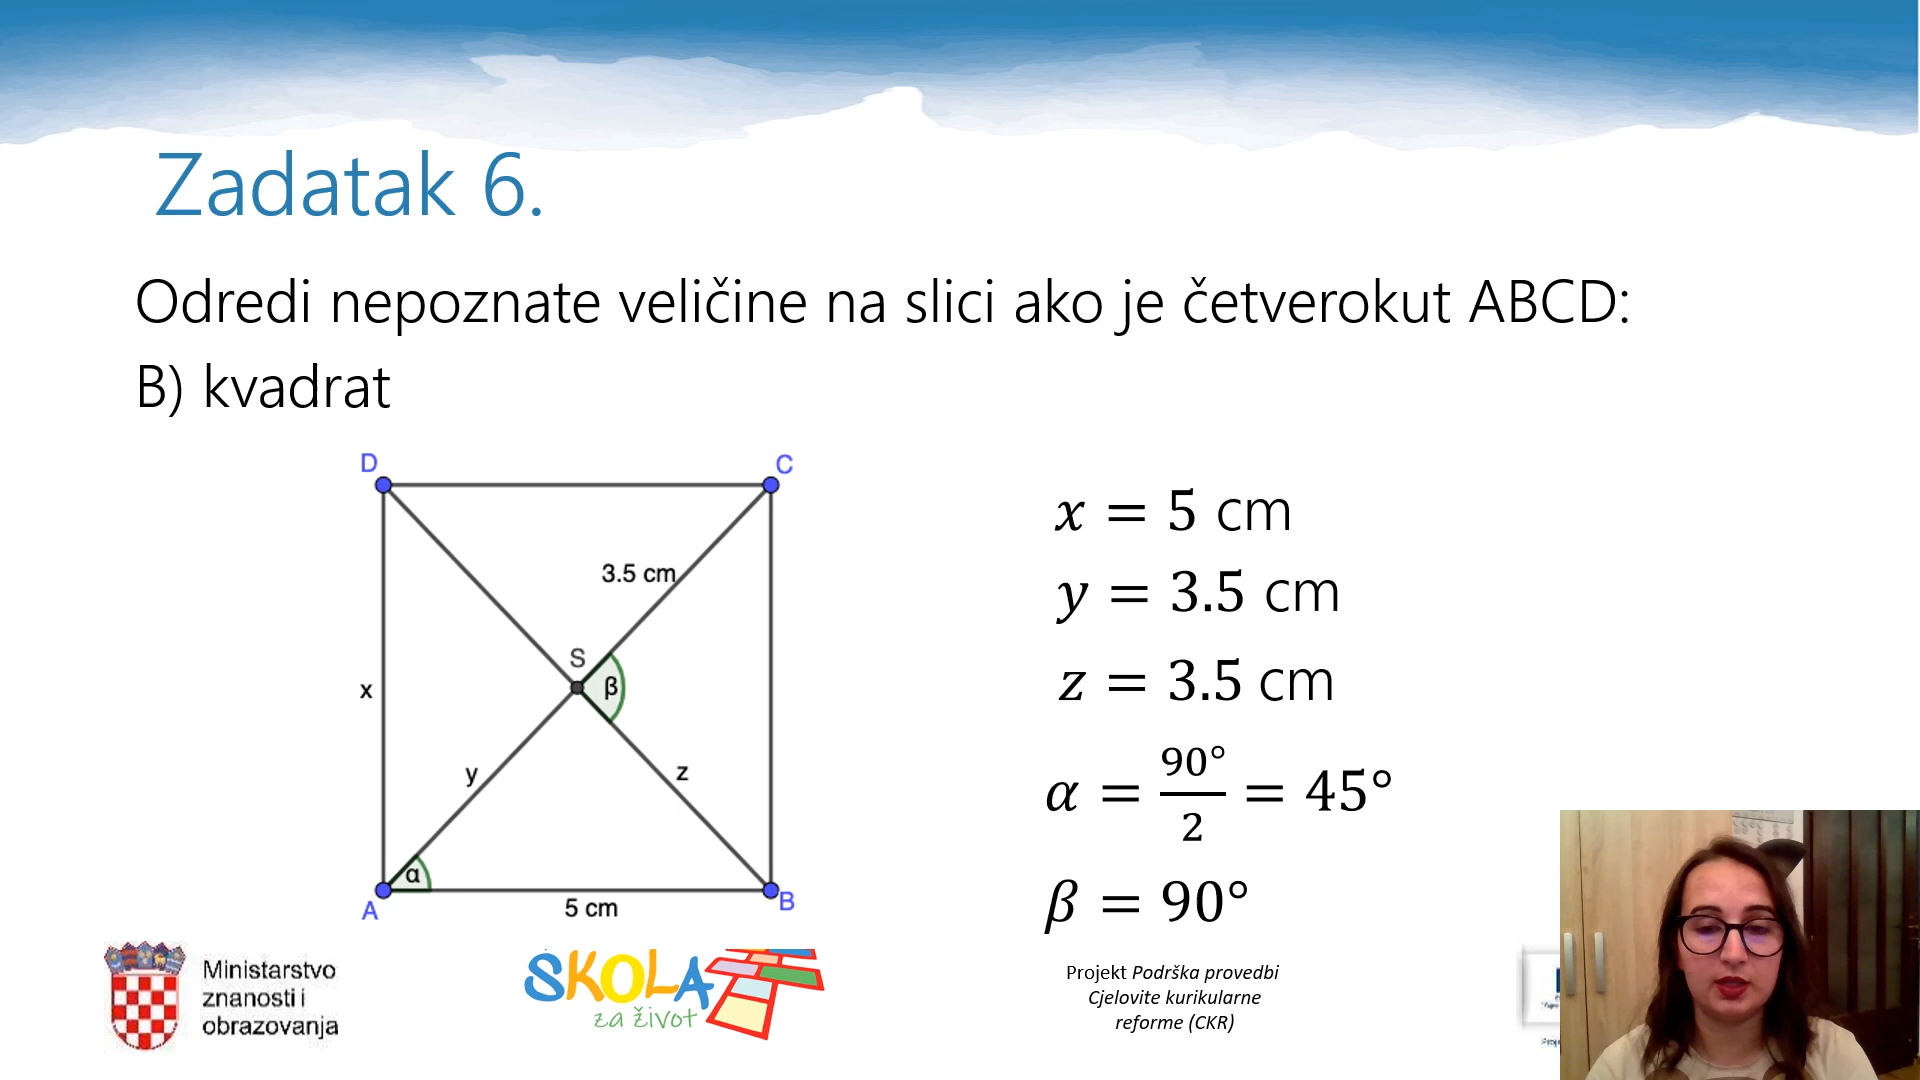 Zadatak 6.
Odredi nepoznate veličine na slici ako je četverokut ABCD:
B) kvadrat
D
C
3.5 cm
S
β
x
y
z
α
A
5 cm
B
x = 5 cm
y = 3.5 cm
z = 3.5 cm
α = 90°/2 = 45°
β = 90°
Ministarstvo
znanosti i
obrazovanja
ŠKOLA
za život
Projekt Podrška provedbi
Cjelovite kurikularne
reforme (CKR)